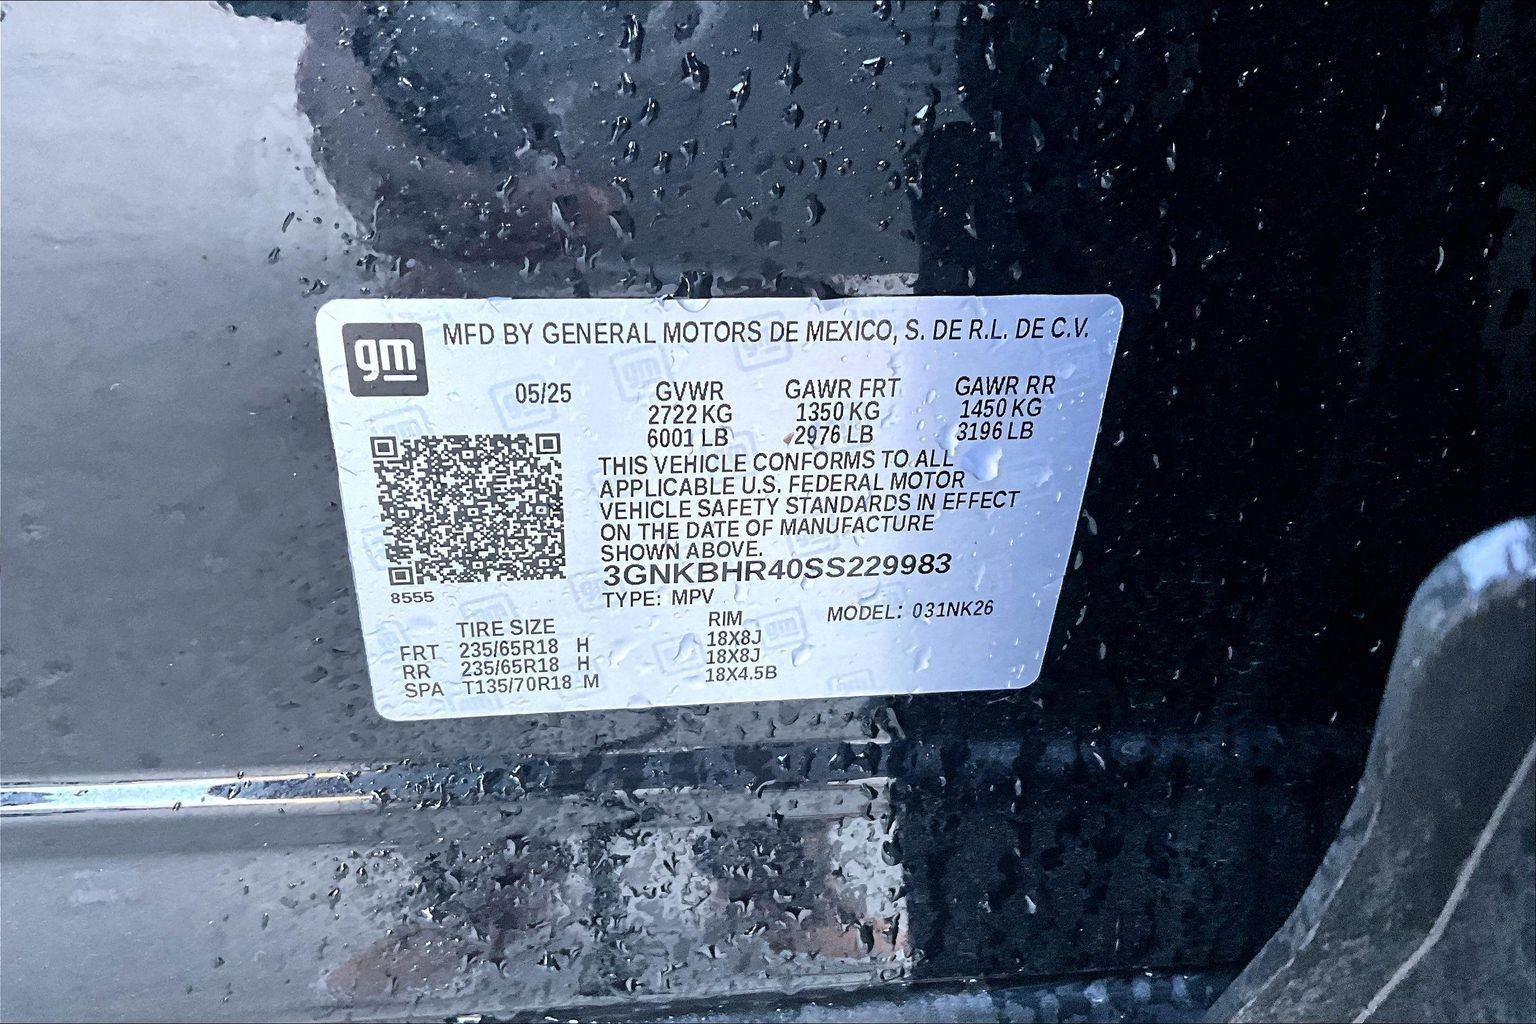 gm
MFD BY GENERAL MOTORS DE MEXICO, S. DE R.L. DE C.V.
05/25 GVWR GAWR FRT GAWR RR
2722 KG 1350 KG 1450 KG
6001 LB 2976 LB 3196 LB
THIS VEHICLE CONFORMS TO ALL
APPLICABLE U.S. FEDERAL MOTOR
VEHICLE SAFETY STANDARDS IN EFFECT
ON THE DATE OF MANUFACTURE
SHOWN ABOVE.
3GNKBHR40SS229983
8555
TYPE: MPV MODEL: 031NK26
TIRE SIZE RIM
FRT 235/65R18 H 18X8J
RR 235/65R18 H 18X8J
SPA T135/70R18 M 18X4.5B